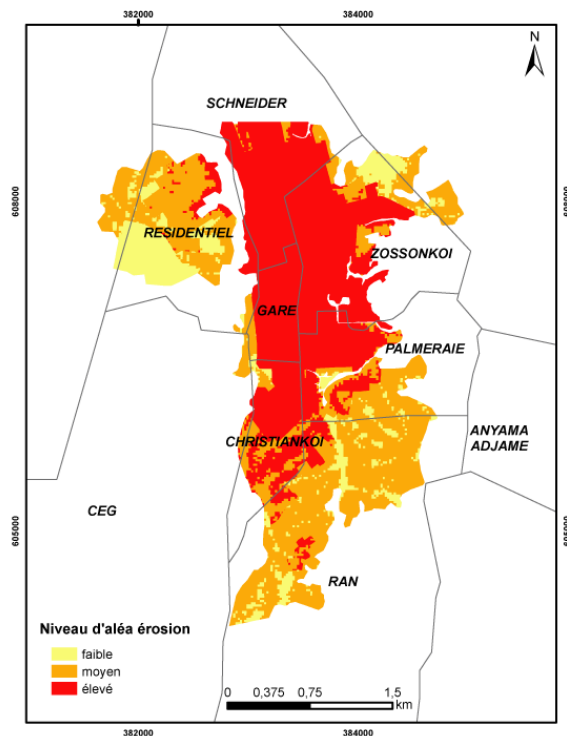 382000
384000
N
SCHNEIDER
608000
608000
RESIDENTIEL
ZOSSONKOI
GARE
PALMERAIE
ANYAMA
ADJAME
CHRISTIANKOI
CEG
605000
605000
RAN
Niveau d'aléa érosion
faible
moyen
élevé
0 0,375 0,75 1,5
km
382000
384000